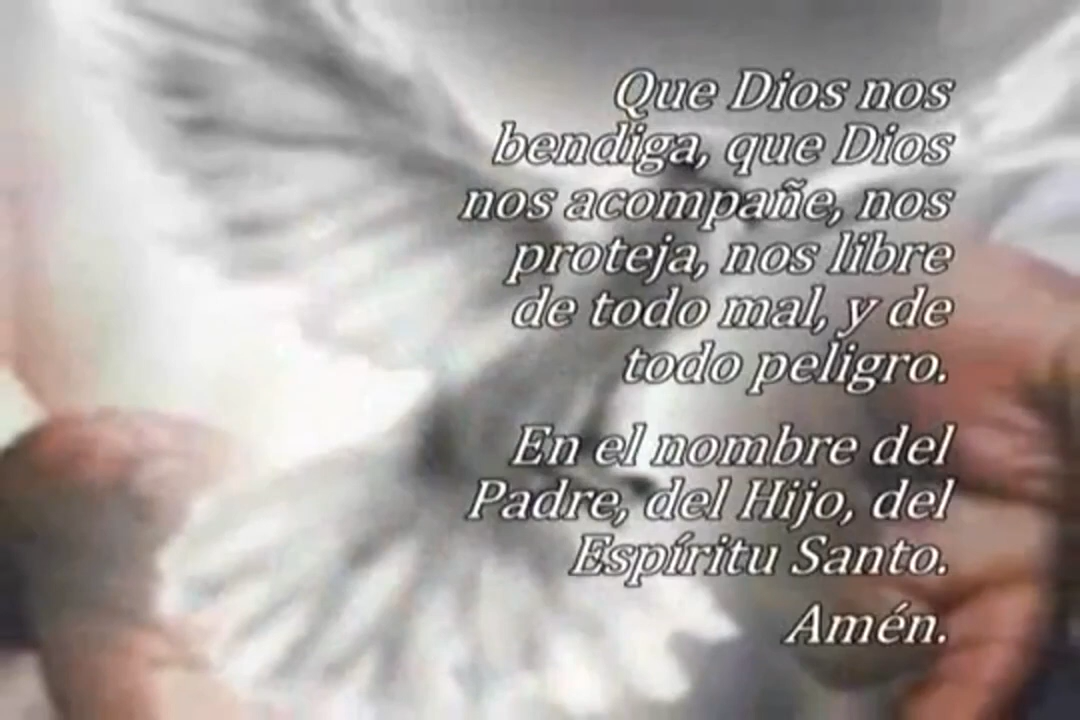 Que Dios nos
bendiga, que Dios
nos acompañe, nos
proteja, nos libre
de todo mal, y de
todo peligro.
En el nombre del
Padre, del Hijo, del
Espíritu Santo.
Amén.